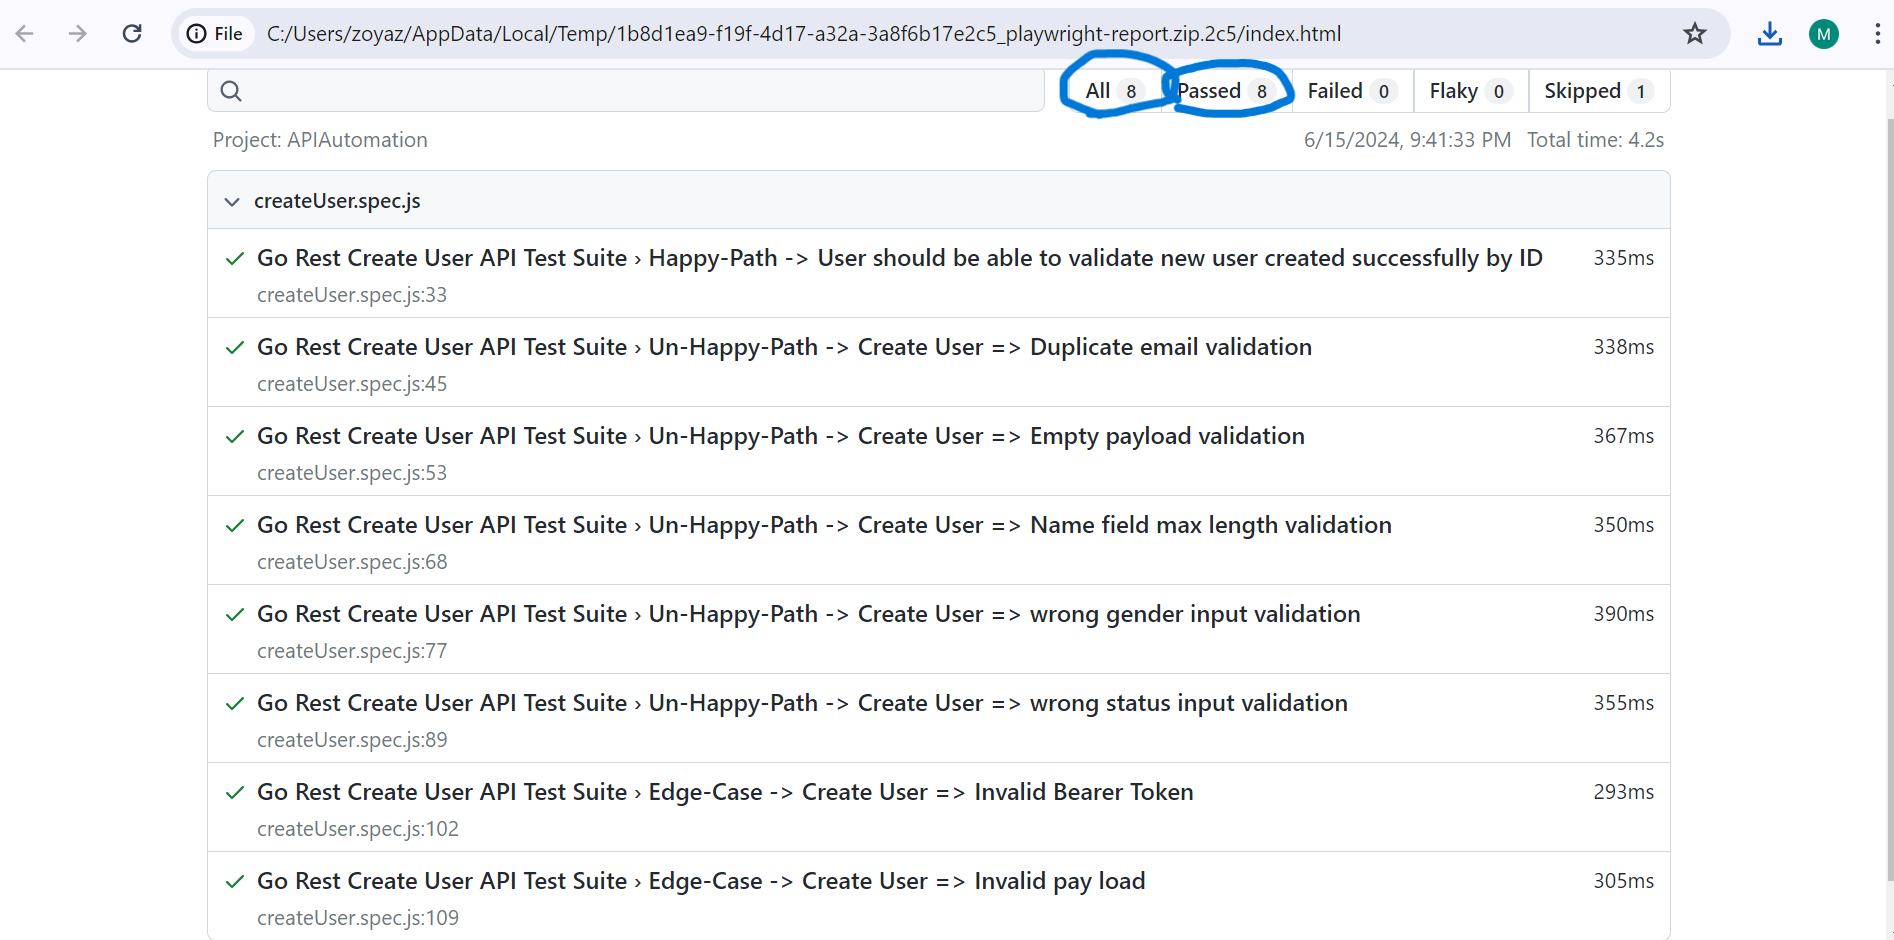 File C:/Users/zoyaz/AppData/Local/Temp/1b8d1ea9-f19f-4d17-a32a-3a8f6b17e2c5_playwright-report.zip.2c5/index.html M
All 8 Passed 8 Failed 0 Flaky 0 Skipped 1
Project: APIAutomation 6/15/2024, 9:41:33 PM Total time: 4.2s
createUser.spec.js
Go Rest Create User API Test Suite › Happy-Path -> User should be able to validate new user created successfully by ID 335ms
createUser.spec.js:33
Go Rest Create User API Test Suite › Un-Happy-Path -> Create User => Duplicate email validation 338ms
createUser.spec.js:45
Go Rest Create User API Test Suite › Un-Happy-Path -> Create User => Empty payload validation 367ms
createUser.spec.js:53
Go Rest Create User API Test Suite › Un-Happy-Path -> Create User => Name field max length validation 350ms
createUser.spec.js:68
Go Rest Create User API Test Suite › Un-Happy-Path -> Create User => wrong gender input validation 390ms
createUser.spec.js:77
Go Rest Create User API Test Suite › Un-Happy-Path -> Create User => wrong status input validation 355ms
createUser.spec.js:89
Go Rest Create User API Test Suite › Edge-Case -> Create User => Invalid Bearer Token 293ms
createUser.spec.js:102
Go Rest Create User API Test Suite › Edge-Case -> Create User => Invalid pay load 305ms
createUser.spec.js:109